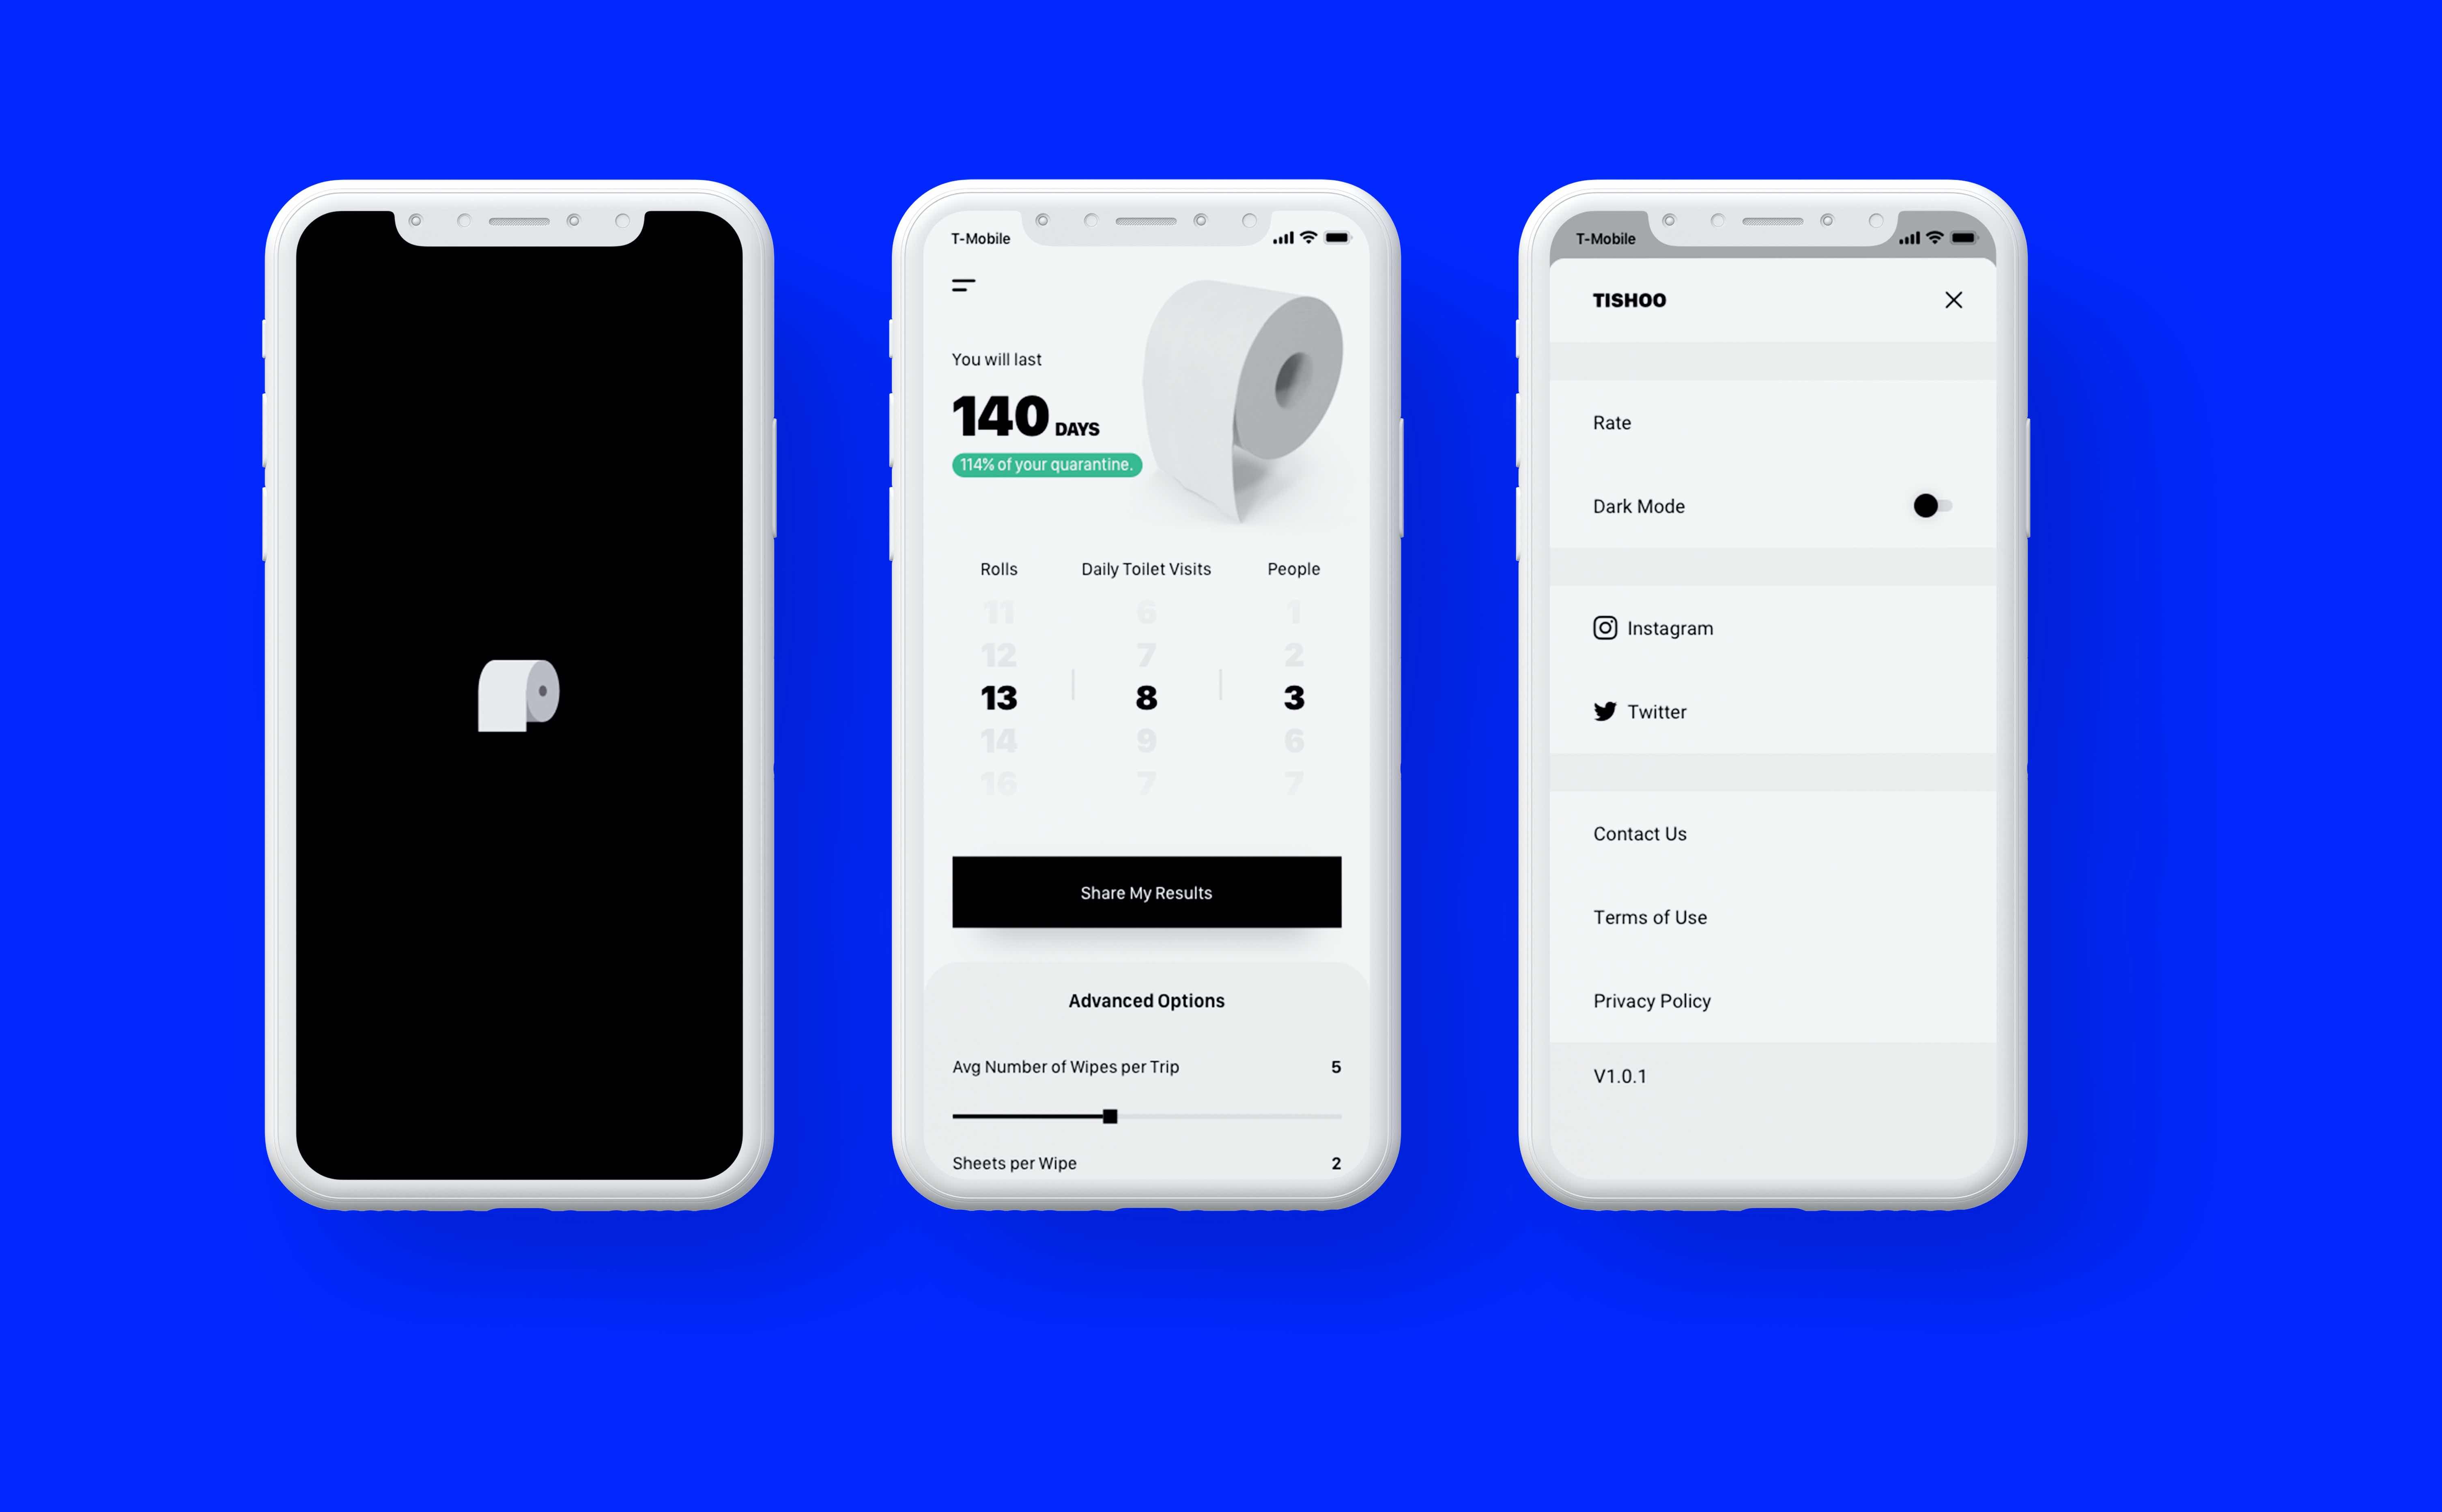 T-Mobile
You will last
140 DAYS
114% of your quarantine.
Rolls Daily Toilet Visits People
11 6 1
12 7 2
13 8 3
14 9 6
16 7 7
Share My Results
Advanced Options
Avg Number of Wipes per Trip 5
Sheets per Wipe 2
T-Mobile
TISHOO
Rate
Dark Mode
Instagram
Twitter
Contact Us
Terms of Use
Privacy Policy
V1.0.1